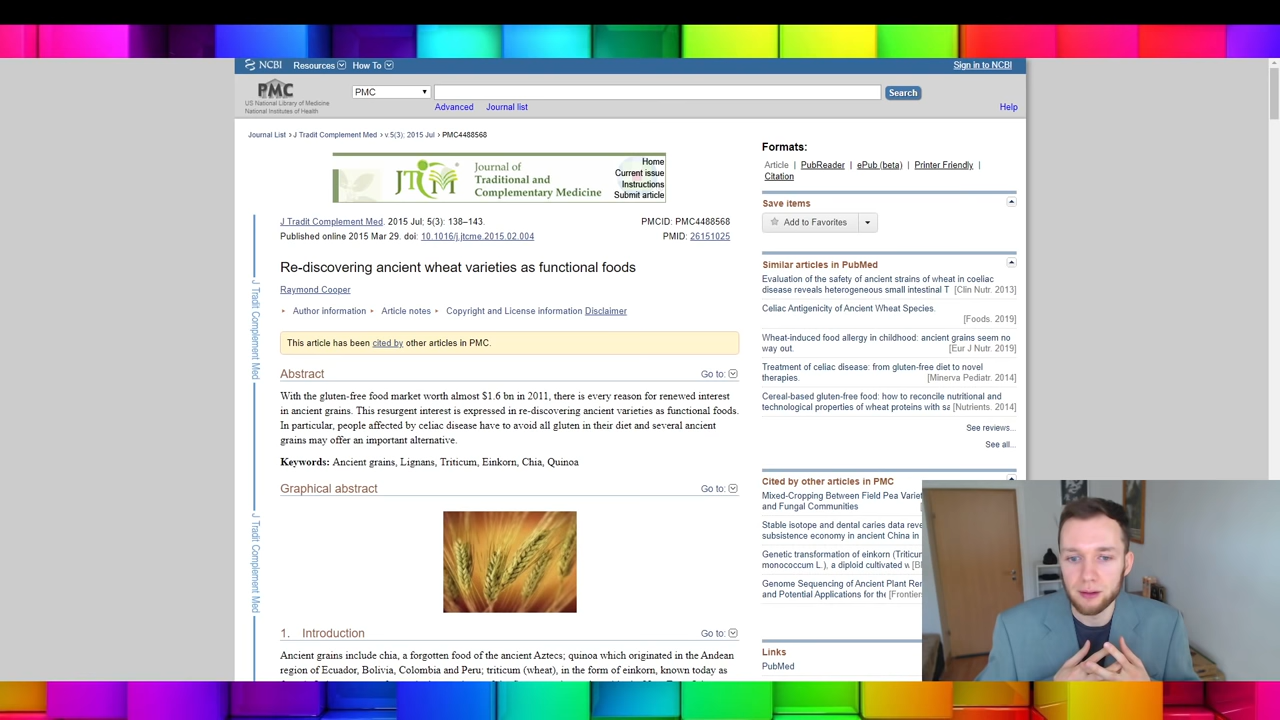 NCBI Resources How To Sign in to NCBI
PMC
US National Library of Medicine
National Institutes of Health
PMC Search
Advanced Journal list Help
Journal List › J Tradit Complement Med › v.5(3); 2015 Jul › PMC4488568
JTCM Journal of Traditional and Complementary Medicine
Home
Current issue
Instructions
Submit article
J Tradit Complement Med. 2015 Jul; 5(3): 138–143. PMCID: PMC4488568
Published online 2015 Mar 29. doi: 10.1016/j.jtcme.2015.02.004 PMID: 26151025
Re-discovering ancient wheat varieties as functional foods
Raymond Cooper
Author information Article notes Copyright and License information Disclaimer
This article has been cited by other articles in PMC.
Abstract Go to:
With the gluten-free food market worth almost $1.6 bn in 2011, there is every reason for renewed interest
in ancient grains. This resurgent interest is expressed in re-discovering ancient varieties as functional foods.
In particular, people affected by celiac disease have to avoid all gluten in their diet and several ancient
grains may offer an important alternative.
Keywords: Ancient grains, Lignans, Triticum, Einkorn, Chia, Quinoa
Graphical abstract Go to:
1. Introduction Go to:
Ancient grains include chia, a forgotten food of the ancient Aztecs; quinoa which originated in the Andean
region of Ecuador, Bolivia, Colombia and Peru; triticum (wheat), in the form of einkorn, known today as
J Tradit Complement Med
J Tradit Complement Med
Formats:
Article | PubReader | ePub (beta) | Printer Friendly |
Citation
Save items
Add to Favorites
Similar articles in PubMed
Evaluation of the safety of ancient strains of wheat in coeliac
disease reveals heterogeneous small intestinal T [Clin Nutr. 2013]
Celiac Antigenicity of Ancient Wheat Species.
[Foods. 2019]
Wheat-induced food allergy in childhood: ancient grains seem no
way out. [Eur J Nutr. 2019]
Treatment of celiac disease: from gluten-free diet to novel
therapies. [Minerva Pediatr. 2014]
Cereal-based gluten-free food: how to reconcile nutritional and
technological properties of wheat proteins with sa [Nutrients. 2014]
See reviews...
See all...
Cited by other articles in PMC
Mixed-Cropping Between Field Pea Variet
and Fungal Communities
Stable isotope and dental caries data reve
subsistence economy in ancient China in
Genetic transformation of einkorn (Triticum
monococcum L.), a diploid cultivated w
Genome Sequencing of Ancient Plant Rem
and Potential Applications for the [Frontier
Links
PubMed